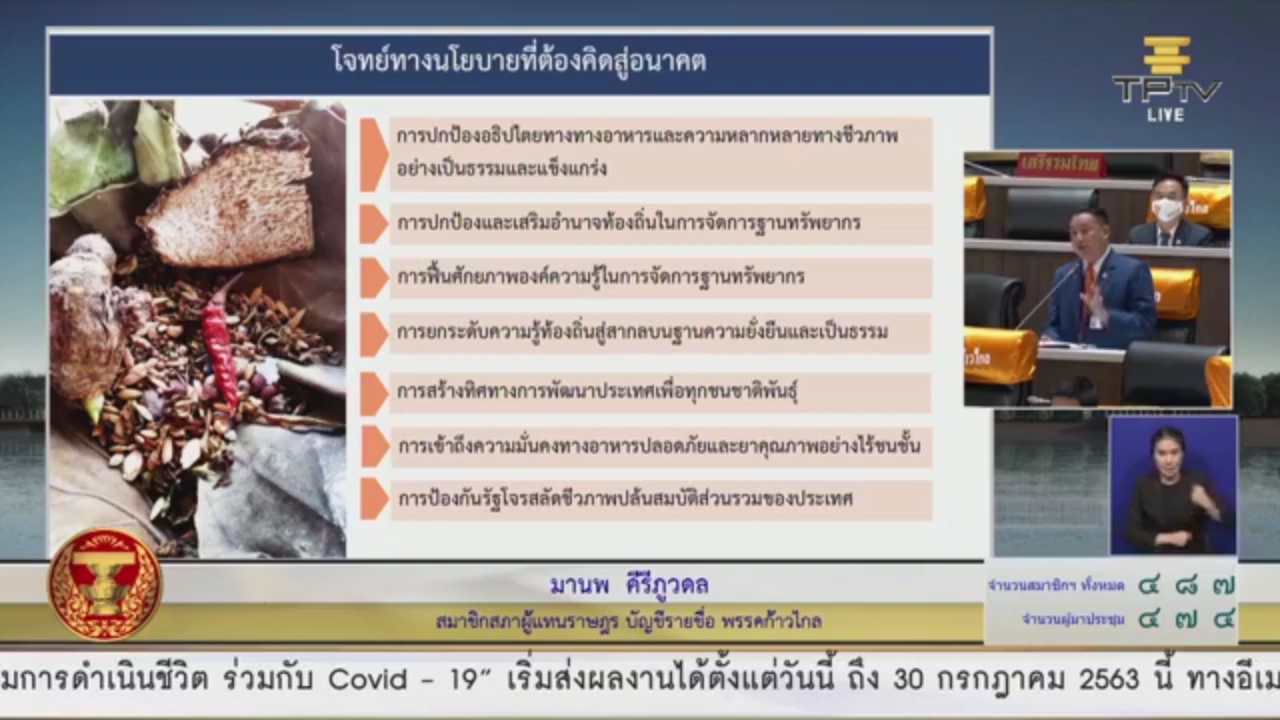 โจทย์ทางนโยบายที่ต้องคิดสู่อนาคต
TPTV
LIVE
การปกป้องอธิปไตยทางทางอาหารและความหลากหลายทางชีวภาพ
อย่างเป็นธรรมและแข็งแกร่ง
การปกป้องและเสริมอำนาจท้องถิ่นในการจัดการฐานทรัพยากร
การฟื้นศักยภาพองค์ความรู้ในการจัดการฐานทรัพยากร
การยกระดับความรู้ท้องถิ่นสู่สากลบนฐานความยั่งยืนและเป็นธรรม
การสร้างทิศทางการพัฒนาประเทศเพื่อทุกชนชาติพันธุ์
การเข้าถึงความมั่นคงทางอาหารปลอดภัยและยาคุณภาพอย่างไร้ชนชั้น
การป้องกันรัฐโจรสลัดชีวภาพปล้นสมบัติส่วนรวมของประเทศ
เสรีรวมไทย
มานพ คีรีภูวดล
สมาชิกสภาผู้แทนราษฎร บัญชีรายชื่อ พรรคก้าวไกล
จำนวนสมาชิกฯ ทั้งหมด ๔ ๘ ๗
จำนวนผู้มาประชุม ๔ ๗ ๔
มการดำเนินชีวิต ร่วมกับ Covid - 19" เริ่มส่งผลงานได้ตั้งแต่วันนี้ ถึง 30 กรกฎาคม 2563 นี้ ทางอีเม